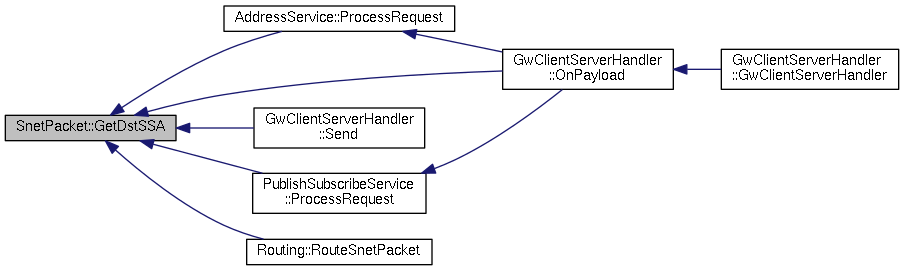 AddressService::ProcessRequest
GwClientServerHandler
::OnPayload
GwClientServerHandler
::GwClientServerHandler
SnetPacket::GetDstSSA
GwClientServerHandler
::Send
PublishSubscribeService
::ProcessRequest
Routing::RouteSnetPacket